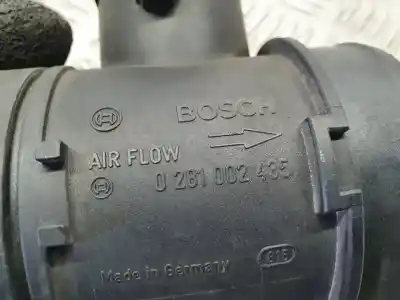 BOSCH
AIR FLOW
0 281 002 435
Made in Germany